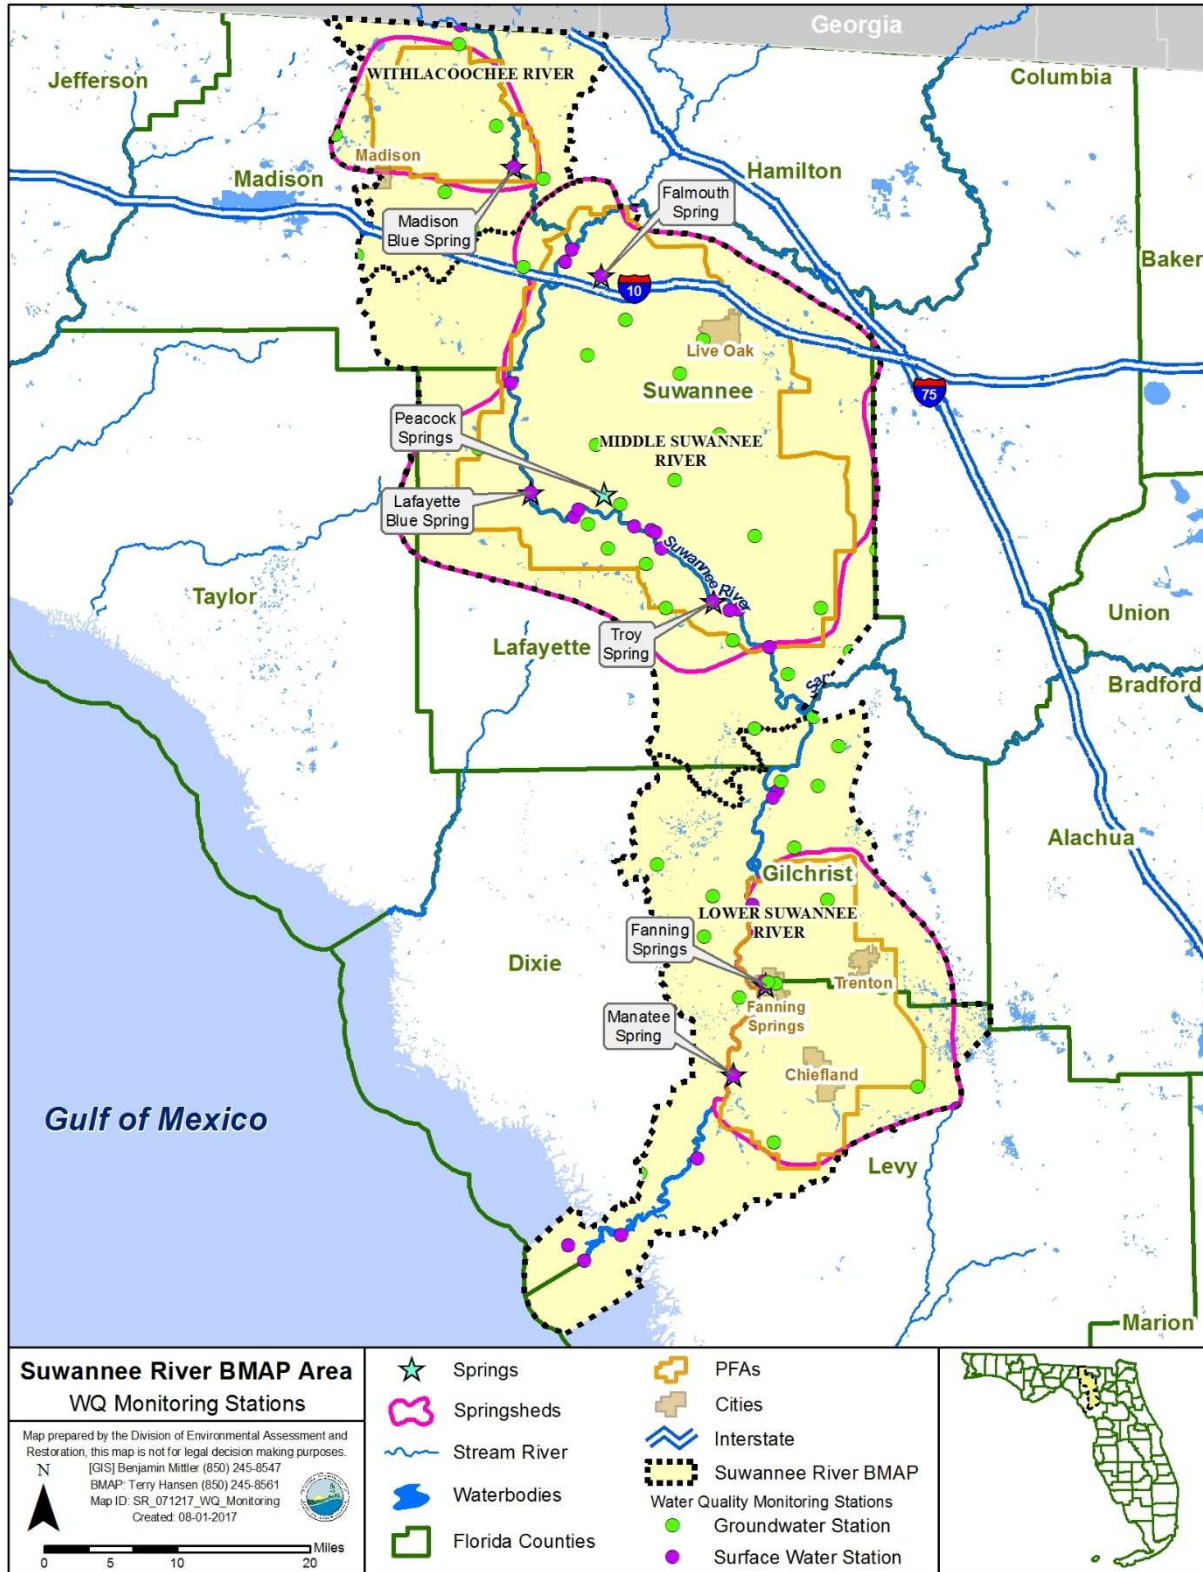 Georgia
Jefferson
WITHLACOOCHEE RIVER
Columbia
Madison
Madison
Hamilton
Falmouth
Spring
Madison
Blue Spring
Baker
10
Live Oak
Suwannee
75
Peacock
Springs
MIDDLE SUWANNEE
RIVER
Lafayette
Blue Spring
Suwannee River
Taylor
Union
Lafayette
Troy
Spring
Bradford
Sar
Alachua
Gilchrist
LOWER SUWANNEE
RIVER
Fanning
Springs
Dixie
Trenton
Fanning
Springs
Manatee
Spring
Chiefland
Gulf of Mexico
Levy
Marion
Suwannee River BMAP Area
WQ Monitoring Stations
Map prepared by the Division of Environmental Assessment and
Restoration, this map is not for legal decision making purposes.
[GIS] Benjamin Mittler (850) 245-8547
BMAP: Terry Hansen (850) 245-8561
Map ID: SR_071217_WQ_Monitoring
Created: 08-01-2017
N
Miles
0 5 10 20
Springs
Springsheds
Stream River
Waterbodies
Florida Counties
PFAs
Cities
Interstate
Suwannee River BMAP
Water Quality Monitoring Stations
Groundwater Station
Surface Water Station